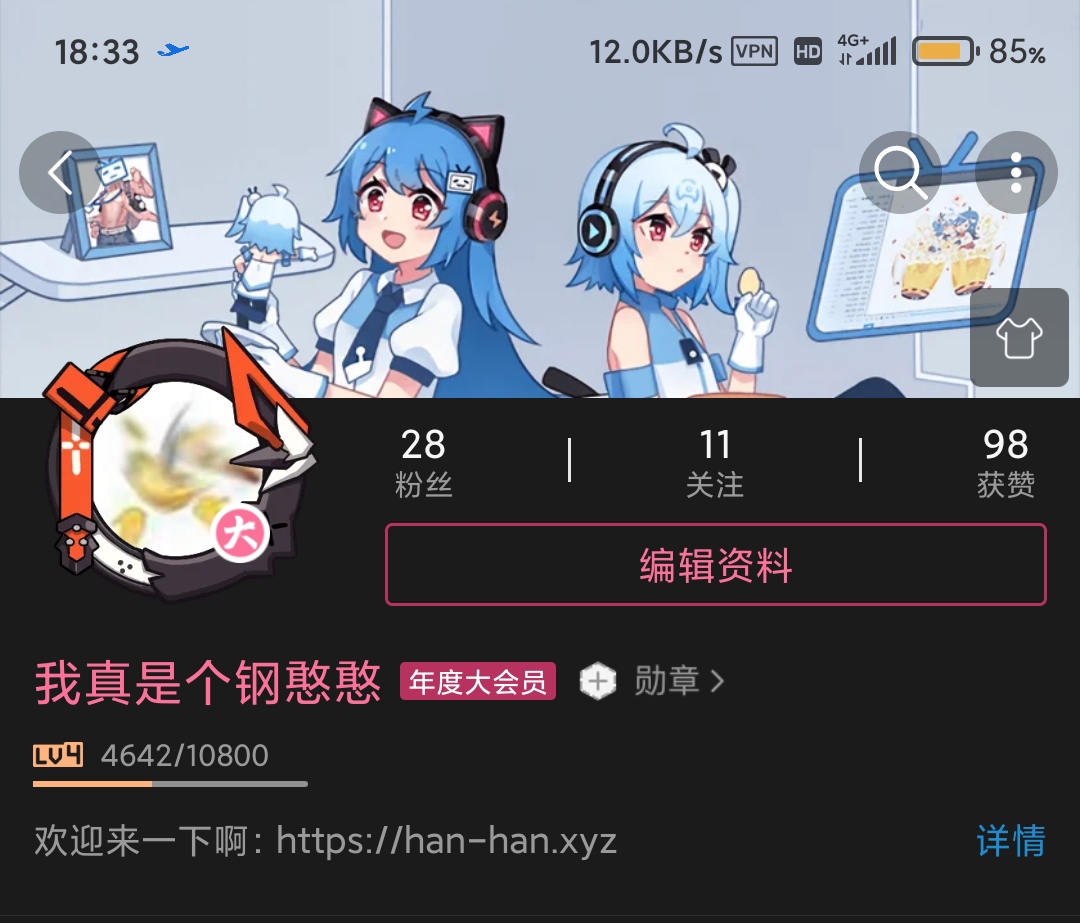 18:33 12.0KB/s VPN HD 4G+ 85%
28 11 98
粉丝 关注 获赞
大
编辑资料
我真是个钢憨憨 年度大会员 勋章
LV4 4642/10800
欢迎来一下啊: https://han-han.xyz 详情